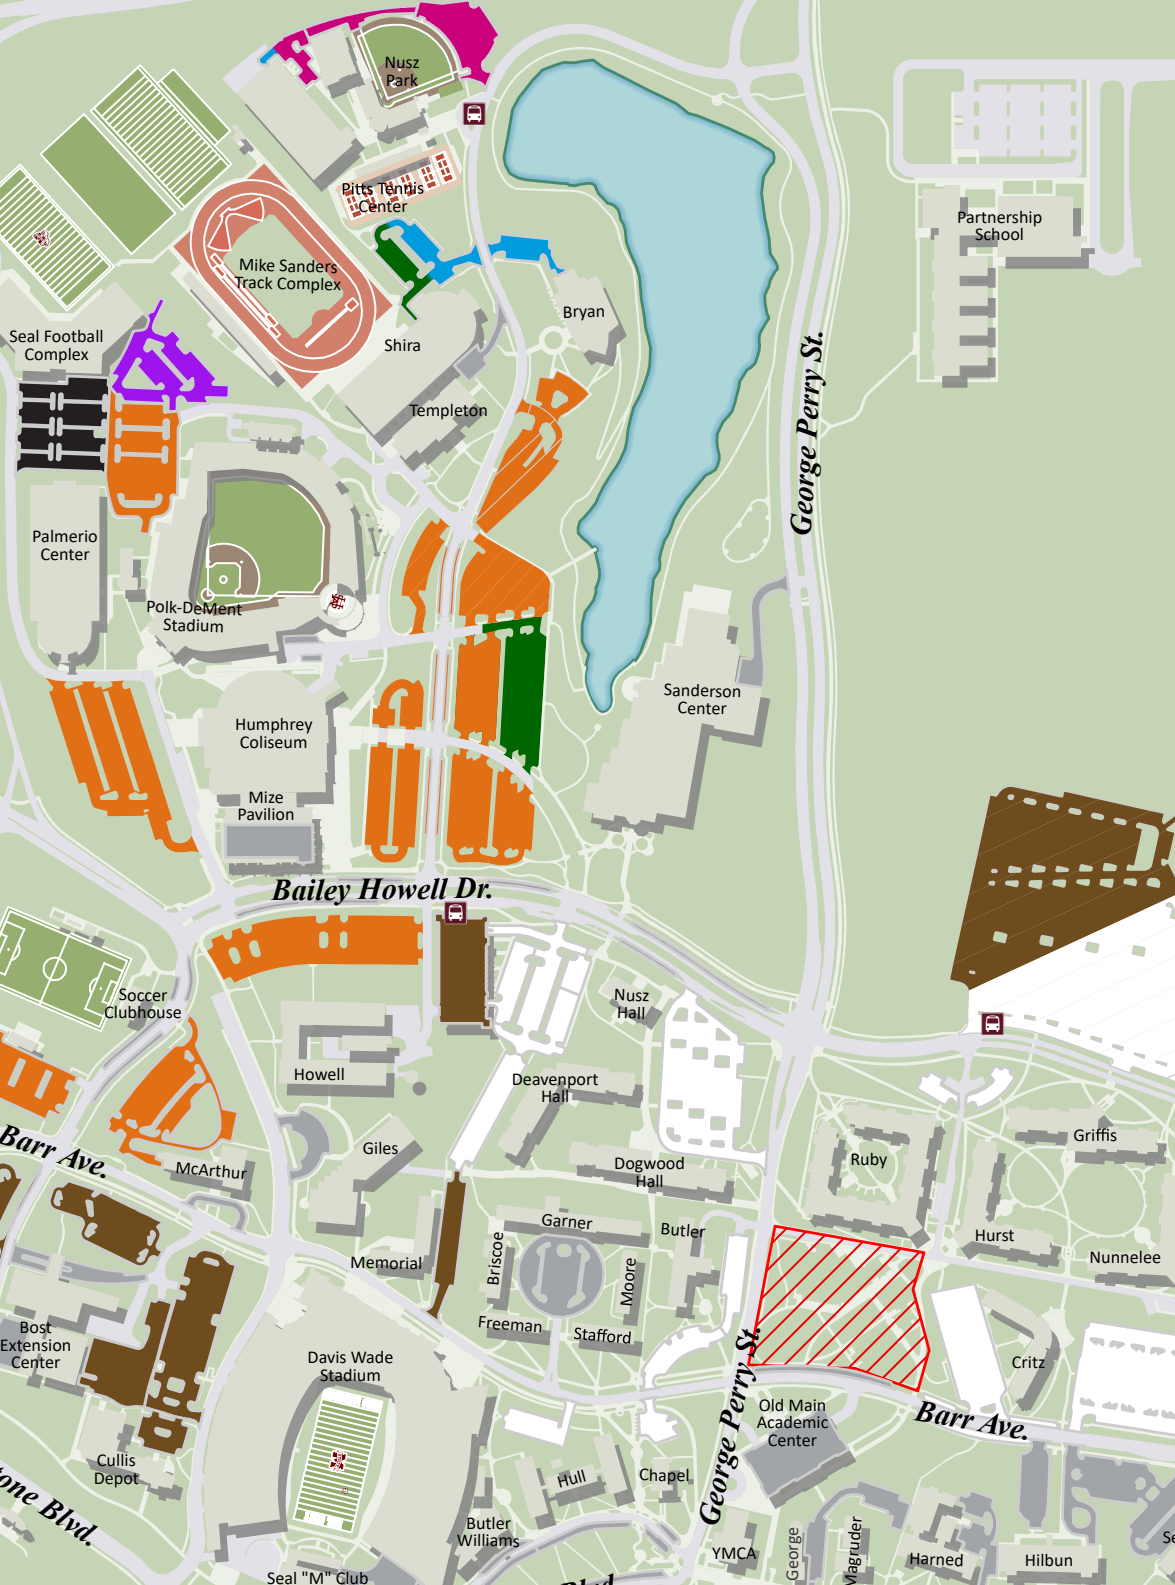 Nusz
Park
Pitts Tennis
Center
Partnership
School
Mike Sanders
Track Complex
Bryan
Seal Football
Complex
Shira
George Perry St.
Templeton
Palmerio
Center
Polk-DeMent
Stadium
Sanderson
Center
Humphrey
Coliseum
Mize
Pavilion
Bailey Howell Dr.
Soccer
Clubhouse
Nusz
Hall
Howell
Deavenport
Hall
Griffis
Barr Ave.
Giles
McArthur
Dogwood
Hall
Ruby
Garner
Butler
Hurst
Nunnelee
Memorial
Briscoe
Moore
Freeman
Stafford
Bost
Extension
Center
Davis Wade
Stadium
Critz
George Perry St.
Old Main
Academic
Center
Barr Ave.
Cullis
Depot
Hull
Chapel
tone Blvd.
Butler
Williams
YMCA
George
Magruder
Harned
Hilbun
Se
Seal "M" Club
Blvd